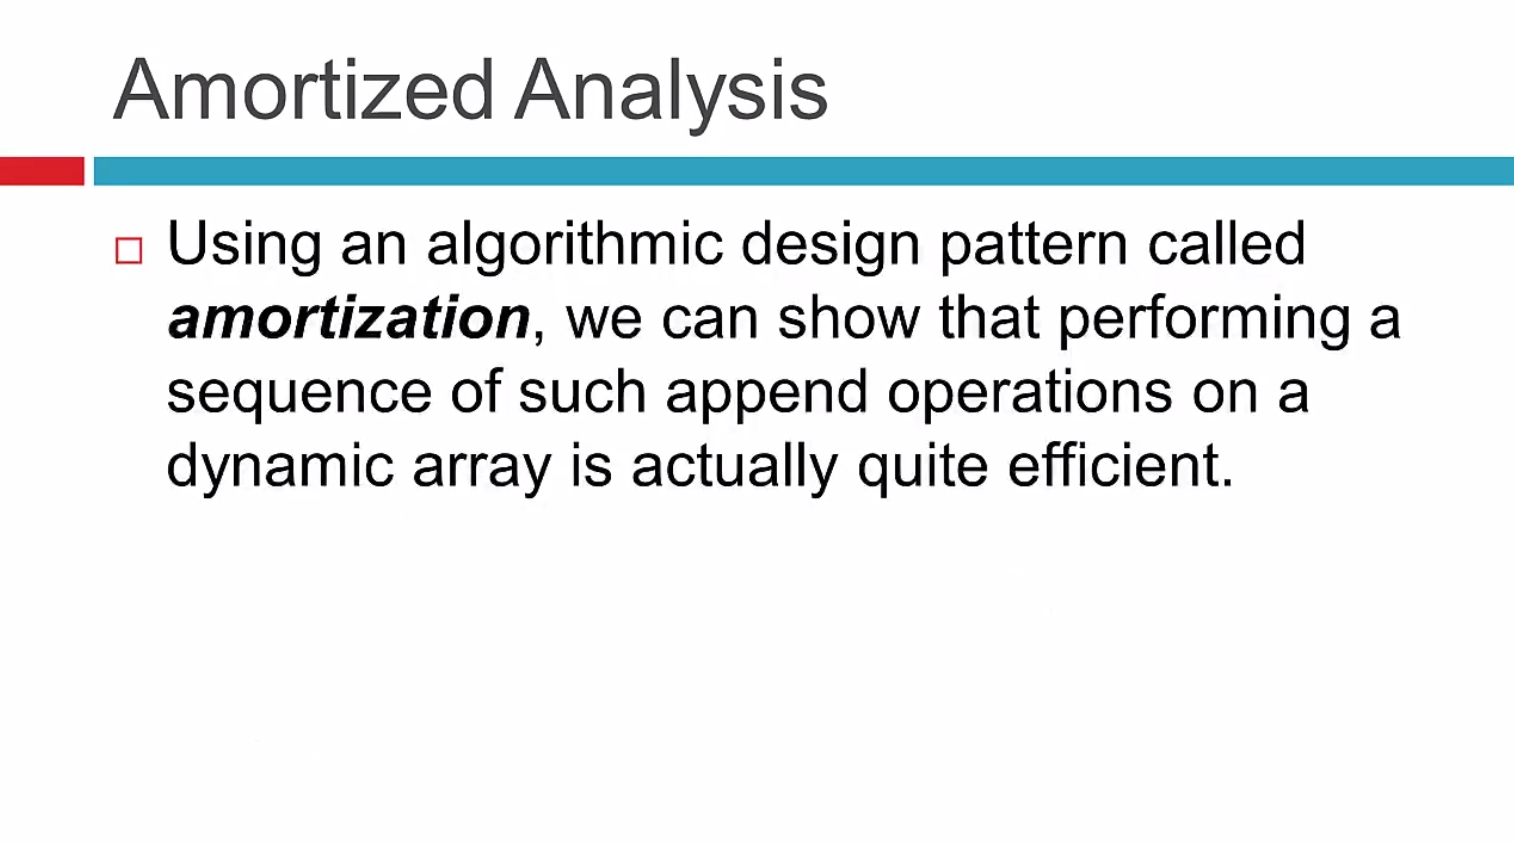 Amortized Analysis
Using an algorithmic design pattern called
amortization, we can show that performing a
sequence of such append operations on a
dynamic array is actually quite efficient.